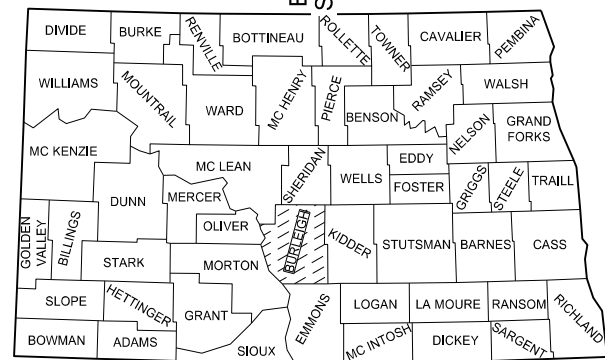 DIVIDE BURKE RENVILLE BOTTINEAU ROLLETTE TOWNER CAVALIER PEMBINA
WILLIAMS MOUNTRAIL WARD MC HENRY PIERCE BENSON RAMSEY WALSH
NELSON GRAND
FORKS
MC KENZIE MC LEAN SHERIDAN WELLS EDDY
FOSTER GRIGGS STEELE TRAILL
DUNN MERCER
OLIVER
GOLDEN
VALLEY BILLINGS STARK MORTON BURLEIGH KIDDER STUTSMAN BARNES CASS
SLOPE HETTINGER GRANT EMMONS LOGAN LA MOURE RANSOM RICHLAND
BOWMAN ADAMS SIOUX MC INTOSH DICKEY SARGENT